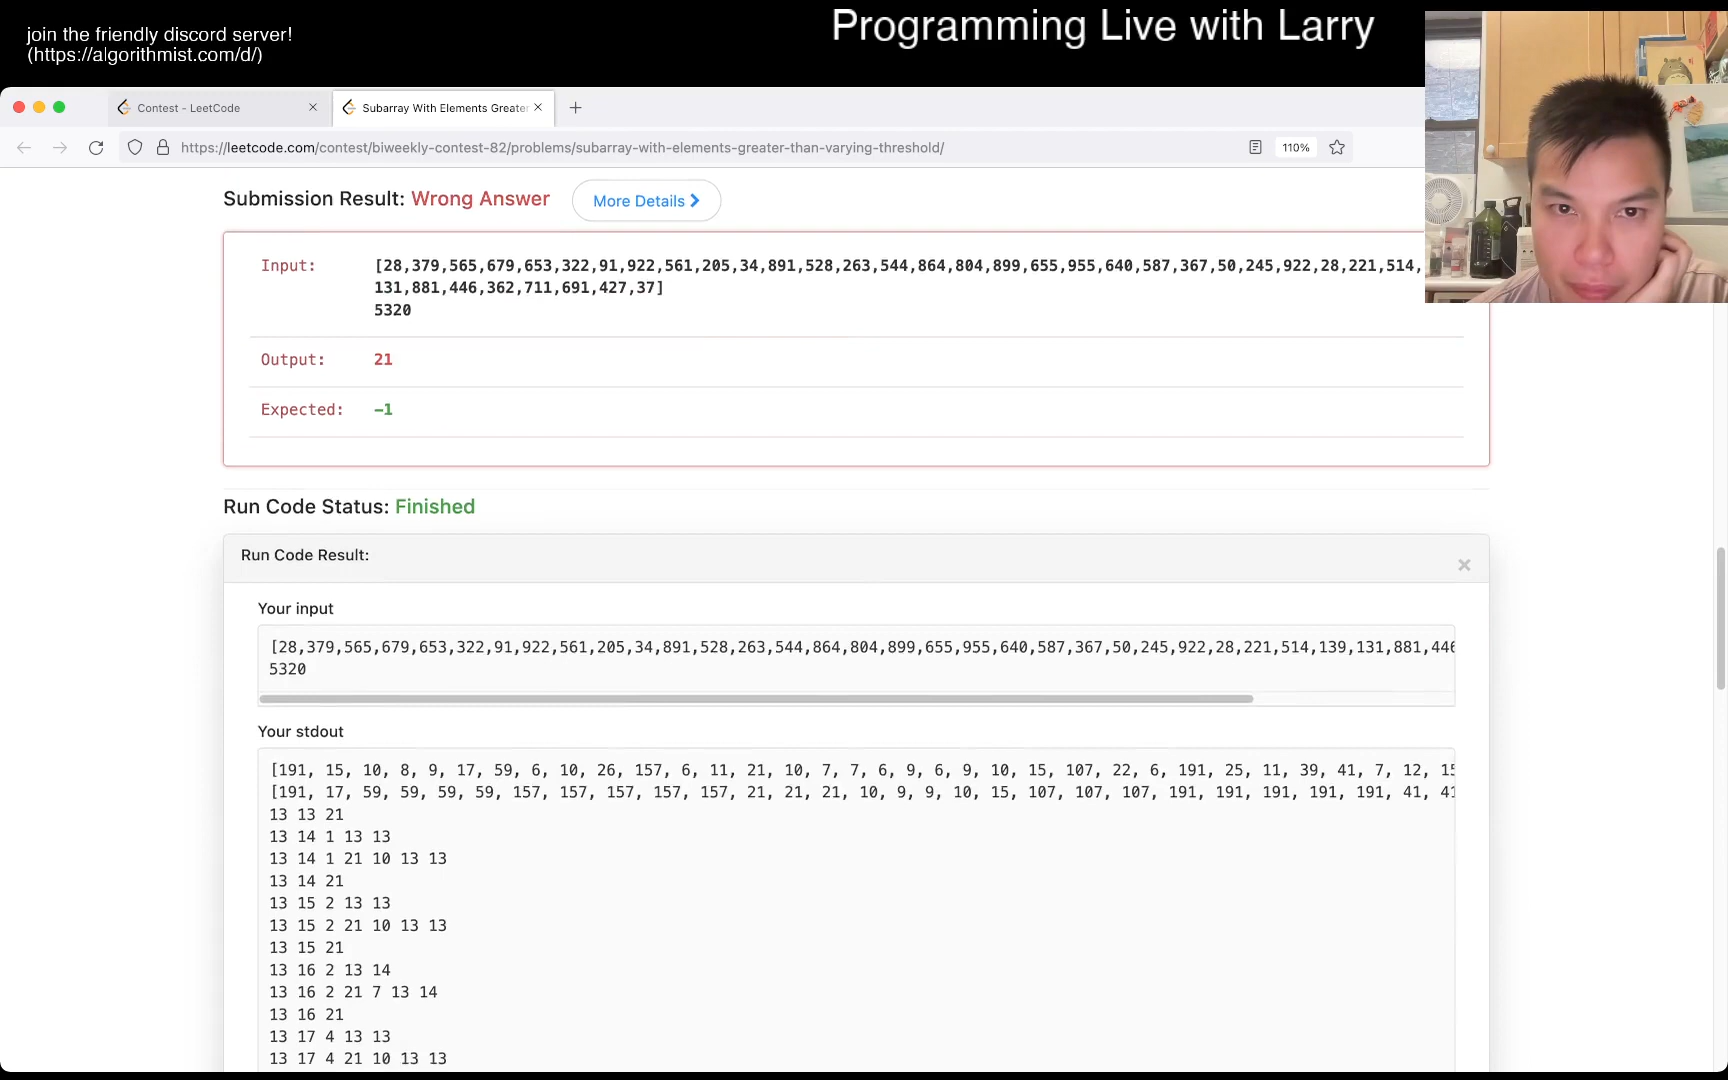 join the friendly discord server!
(https://algorithmist.com/d/)
Programming Live with Larry
Contest - LeetCode
Subarray With Elements Greater
https://leetcode.com/contest/biweekly-contest-82/problems/subarray-with-elements-greater-than-varying-threshold/
110%
Submission Result: Wrong Answer
More Details
Input:
[28,379,565,679,653,322,91,922,561,205,34,891,528,263,544,864,804,899,655,955,640,587,367,50,245,922,28,221,514,
131,881,446,362,711,691,427,37]
5320
Output:
21
Expected:
-1
Run Code Status: Finished
Run Code Result:
Your input
[28,379,565,679,653,322,91,922,561,205,34,891,528,263,544,864,804,899,655,955,640,587,367,50,245,922,28,221,514,139,131,881,446
5320
Your stdout
[191, 15, 10, 8, 9, 17, 59, 6, 10, 26, 157, 6, 11, 21, 10, 7, 7, 6, 9, 6, 9, 10, 15, 107, 22, 6, 191, 25, 11, 39, 41, 7, 12, 15
[191, 17, 59, 59, 59, 59, 157, 157, 157, 157, 157, 21, 21, 21, 10, 9, 9, 10, 15, 107, 107, 107, 191, 191, 191, 191, 191, 41, 41
13 13 21
13 14 1 13 13
13 14 1 21 10 13 13
13 14 21
13 15 2 13 13
13 15 2 21 10 13 13
13 15 21
13 16 2 13 14
13 16 2 21 7 13 14
13 16 21
13 17 4 13 13
13 17 4 21 10 13 13